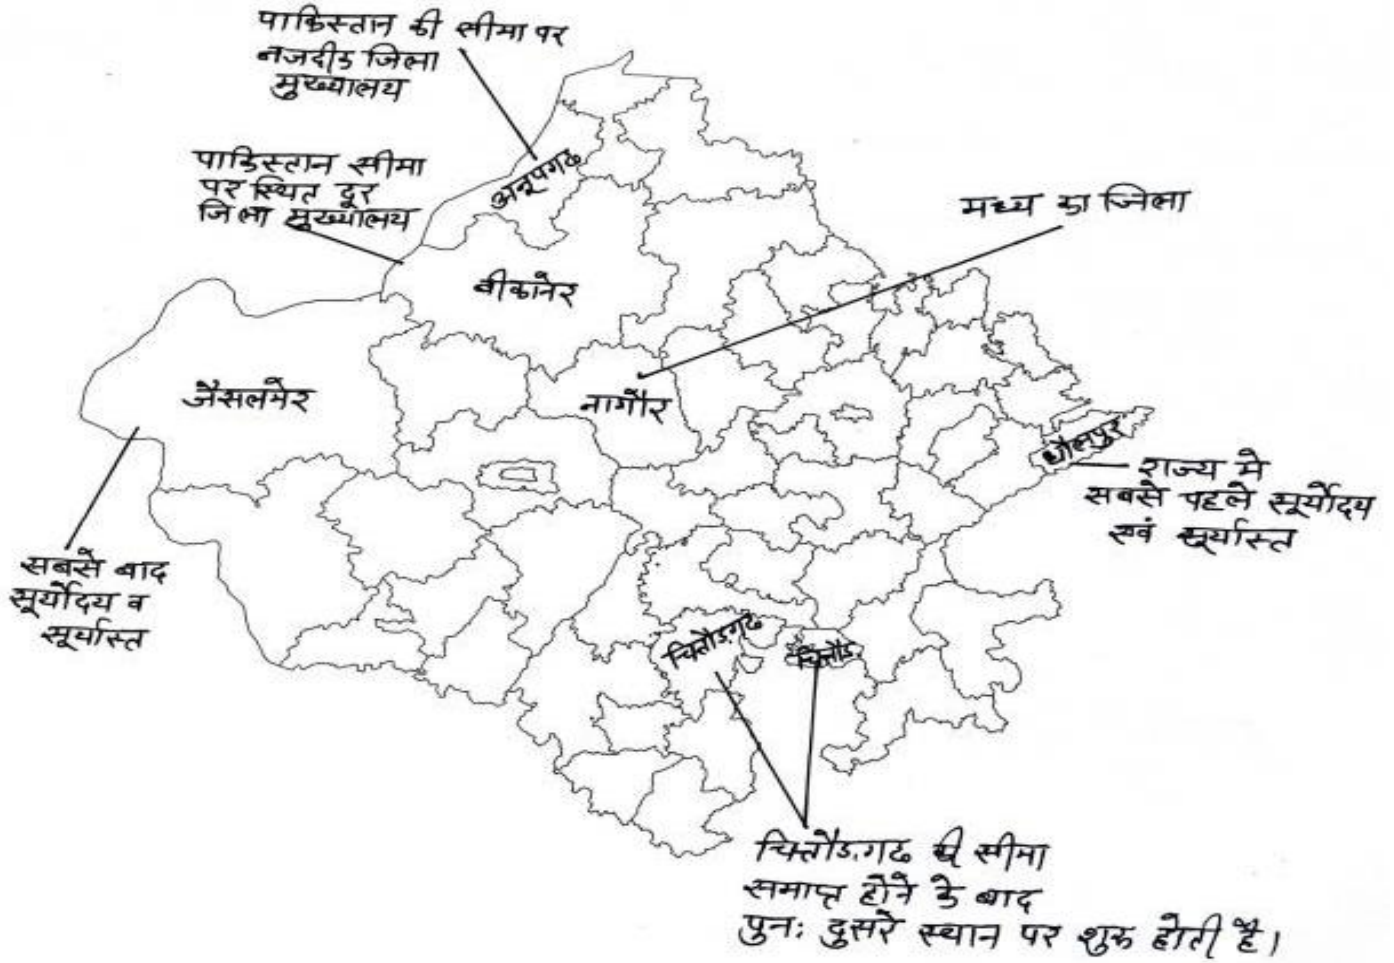 पाकिस्तान की सीमा पर
नजदीक जिला
मुख्यालय
पाकिस्तान सीमा
पर स्थित दूर
जिला मुख्यालय
अनूपगढ
मध्य का जिला
बीकानेर
जैसलमेर
नागौर
धौलपुर
राज्य मे
सबसे पहले सूर्योदय
एवं सूर्यास्त
सबसे बाद
सूर्योदय व
सूर्यास्त
चित्तौडगढ
चित्तौड.
चित्तौड.गढ की सीमा
समाप्त होने के बाद
पुनः दुसरे स्थान पर शुरू होती है।